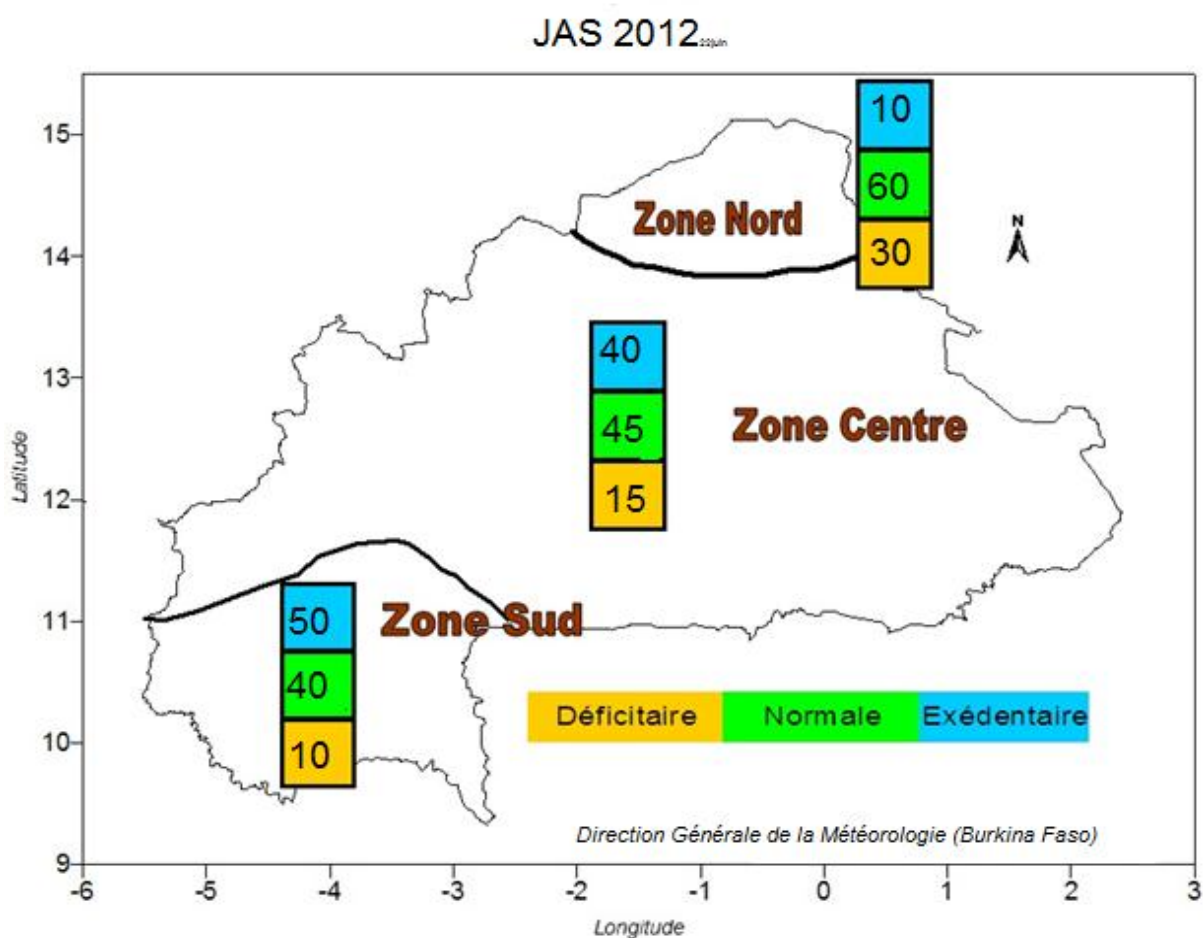 JAS 2012 22juin
15
10
60
Zone Nord
N
14
30
13
40
Zone Centre
45
12
15
Latitude
11
50
Zone Sud
40
Déficitaire Normale Exédentaire
10
10
Direction Générale de la Météorologie (Burkina Faso)
9
-6 -5 -4 -3 -2 -1 0 1 2 3
Longitude